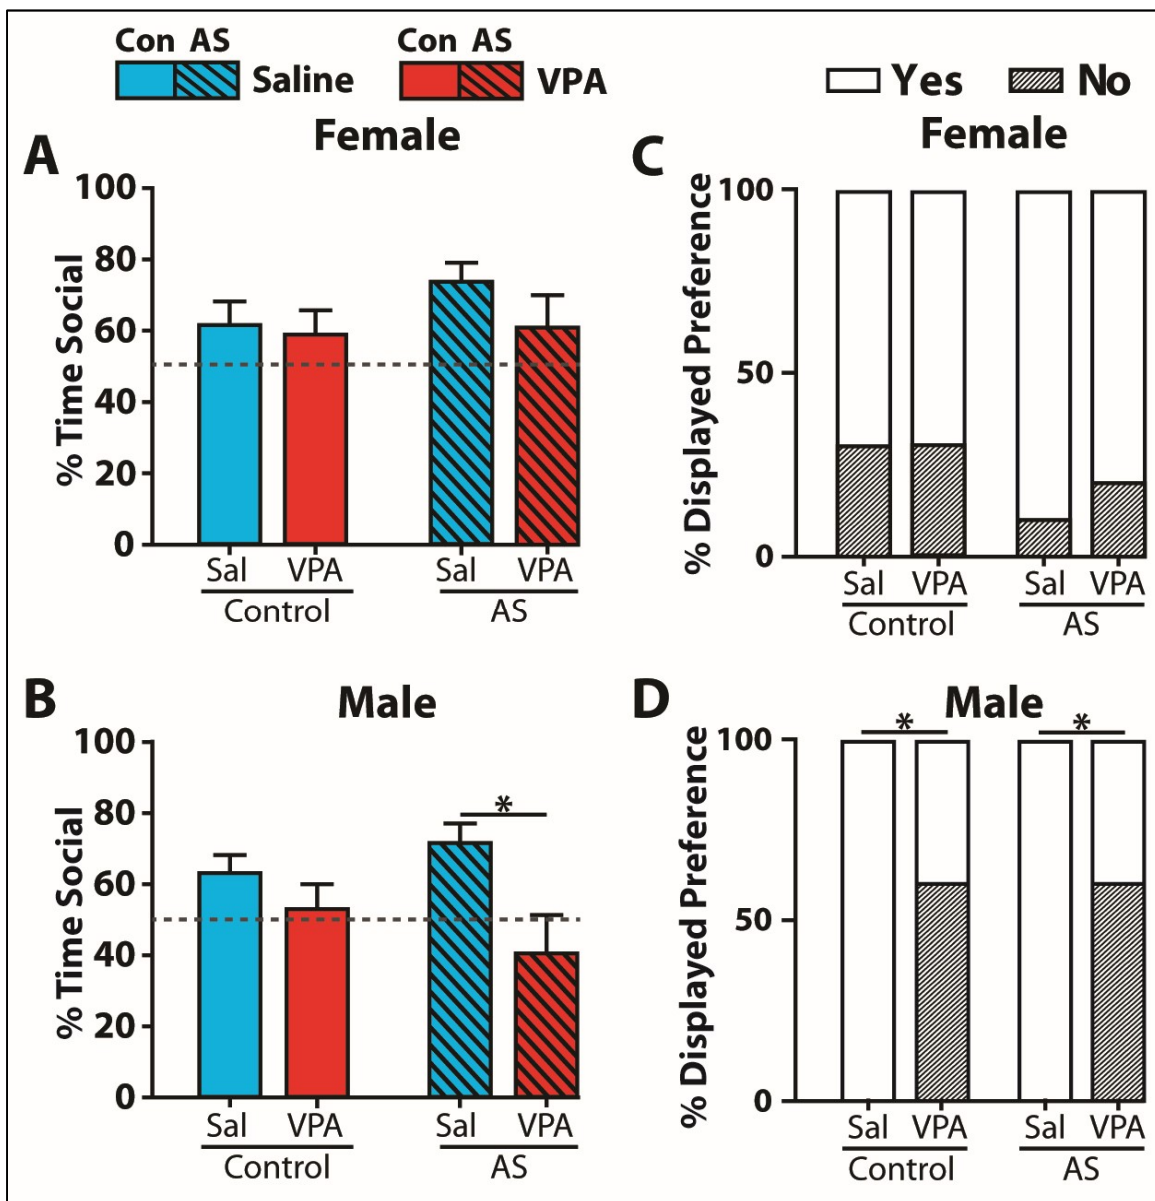 Con AS
Saline
Con AS
VPA
Yes
No
A
Female
% Time Social
100
80
60
40
20
0
Sal
VPA
Sal
VPA
Control
AS
C
Female
% Displayed Preference
100
50
0
Sal
VPA
Sal
VPA
Control
AS
B
Male
% Time Social
100
80
60
40
20
0
*
Sal
VPA
Sal
VPA
Control
AS
D
Male
% Displayed Preference
100
50
0
*
*
Sal
VPA
Sal
VPA
Control
AS